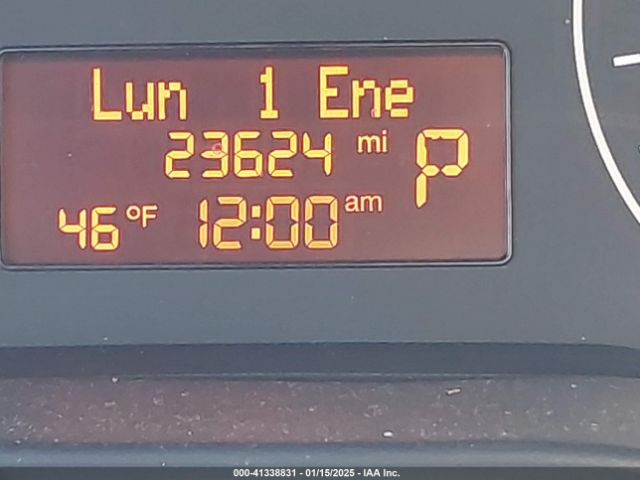 Lun 1 Ene
23624 mi P
46 °F 12:00 am
000-41338831 - 01/15/2025 - IAA Inc.